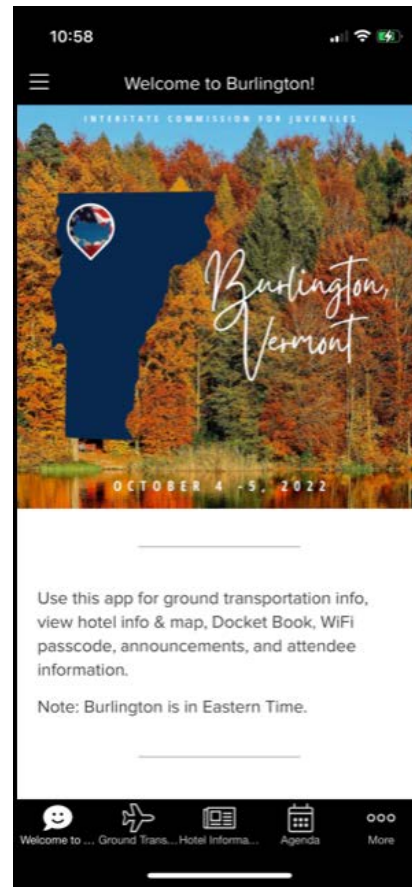 10:58
Welcome to Burlington!
INTERSTATE COMMISSION FOR JUVENILES
Burlington,
Vermont
OCTOBER 4 -5, 2022
Use this app for ground transportation info,
view hotel info & map, Docket Book, WiFi
passcode, announcements, and attendee
information.
Note: Burlington is in Eastern Time.
Welcome to ... Ground Trans... Hotel Informa... Agenda More